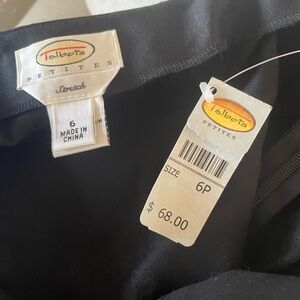 Talbots
PETITES
Stretch
6
MADE IN
CHINA
Talbots
PETITES
SIZE
6P
$ 68.00